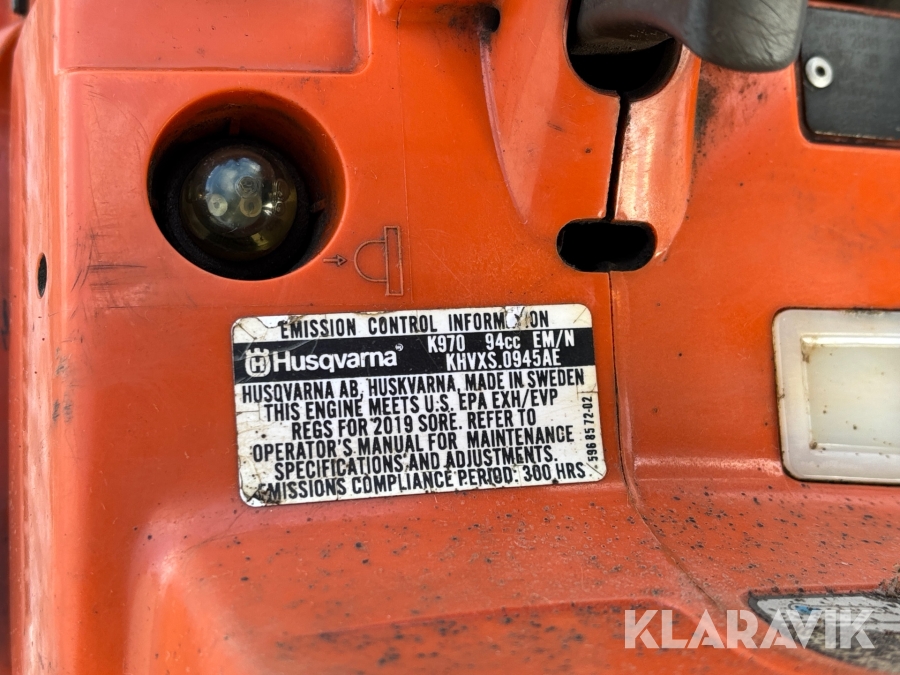 EMISSION CONTROL INFORMATION
Husqvarna K970 94cc EM/N
KHVXS.0945AE
HUSQVARNA AB, HUSKVARNA, MADE IN SWEDEN
THIS ENGINE MEETS U.S. EPA EXH/EVP
REGS FOR 2019 SORE. REFER TO
OPERATOR'S MANUAL FOR MAINTENANCE
SPECIFICATIONS AND ADJUSTMENTS.
EMISSIONS COMPLIANCE PERIOD: 300 HRS
596 85 72-02
KLARAVIK